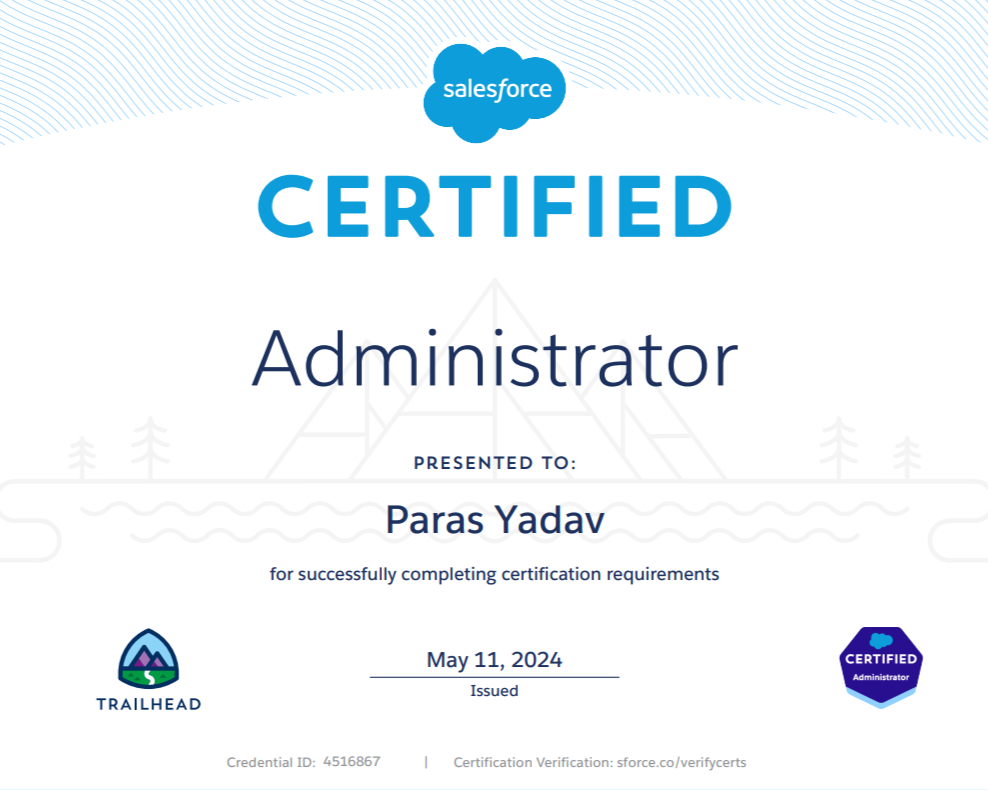 salesforce
CERTIFIED
Administrator
PRESENTED TO:
Paras Yadav
for successfully completing certification requirements
TRAILHEAD
May 11, 2024
Issued
CERTIFIED
Administrator
Credential ID: 4516867 | Certification Verification: sforce.co/verifycerts